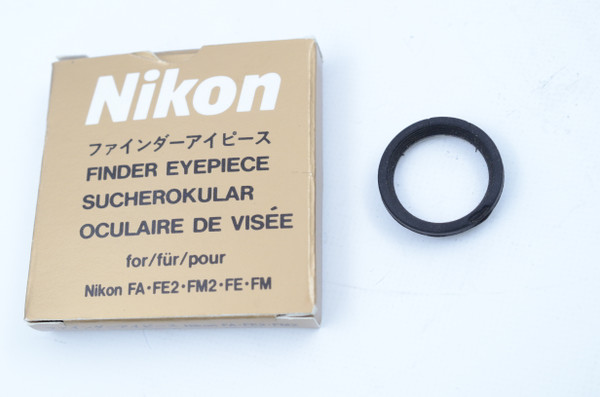 Nikon
ファインダーアイピース
FINDER EYEPIECE
SUCHEROKULAR
OCULAIRE DE VISÉE
for/für/pour
Nikon FA·FE2·FM2·FE·FM